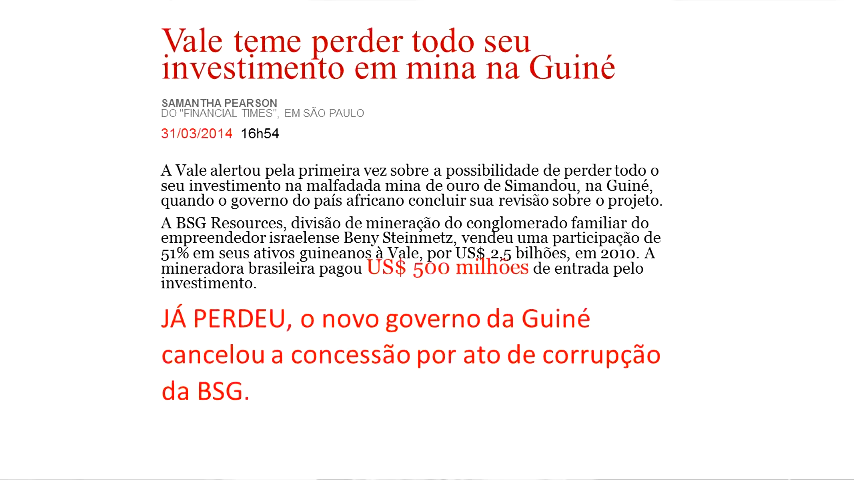 Vale teme perder todo seu
investimento em mina na Guiné
SAMANTHA PEARSON
DO "FINANCIAL TIMES", EM SÃO PAULO
31/03/2014 16h54
A Vale alertou pela primeira vez sobre a possibilidade de perder todo o
seu investimento na malfadada mina de ouro de Simandou, na Guiné,
quando o governo do país africano concluir sua revisão sobre o projeto.
A BSG Resources, divisão de mineração do conglomerado familiar do
empreendedor israelense Beny Steinmetz, vendeu uma participação de
51% em seus ativos guineanos à Vale, por US$ 2,5 bilhões, em 2010. A
mineradora brasileira pagou US$ 500 milhões de entrada pelo
investimento.
JÁ PERDEU, o novo governo da Guiné
cancelou a concessão por ato de corrupção
da BSG.